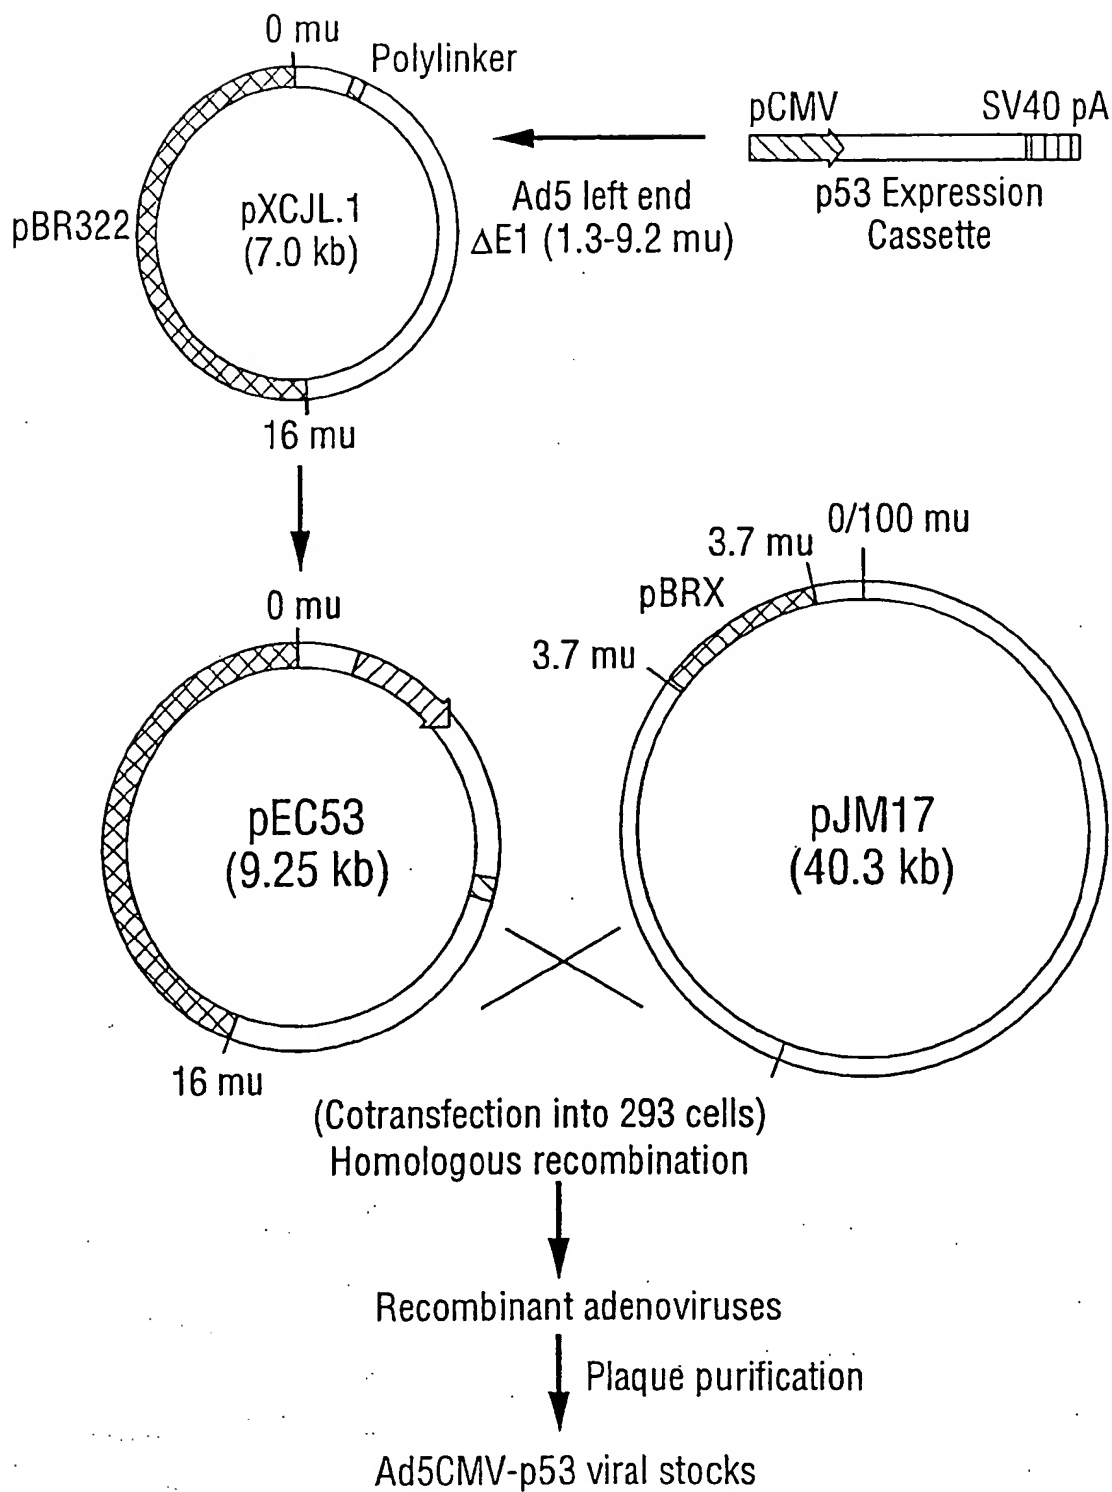 0 mu
Polylinker
pCMV
SV40 pA
pBR322
pXCJL.1
(7.0 kb)
Ad5 left end
ΔE1 (1.3-9.2 mu)
p53 Expression
Cassette
16 mu
0 mu
0/100 mu
3.7 mu
pBRX
3.7 mu
pEC53
(9.25 kb)
pJM17
(40.3 kb)
16 mu
(Cotransfection into 293 cells)
Homologous recombination
Recombinant adenoviruses
Plaque purification
Ad5CMV-p53 viral stocks